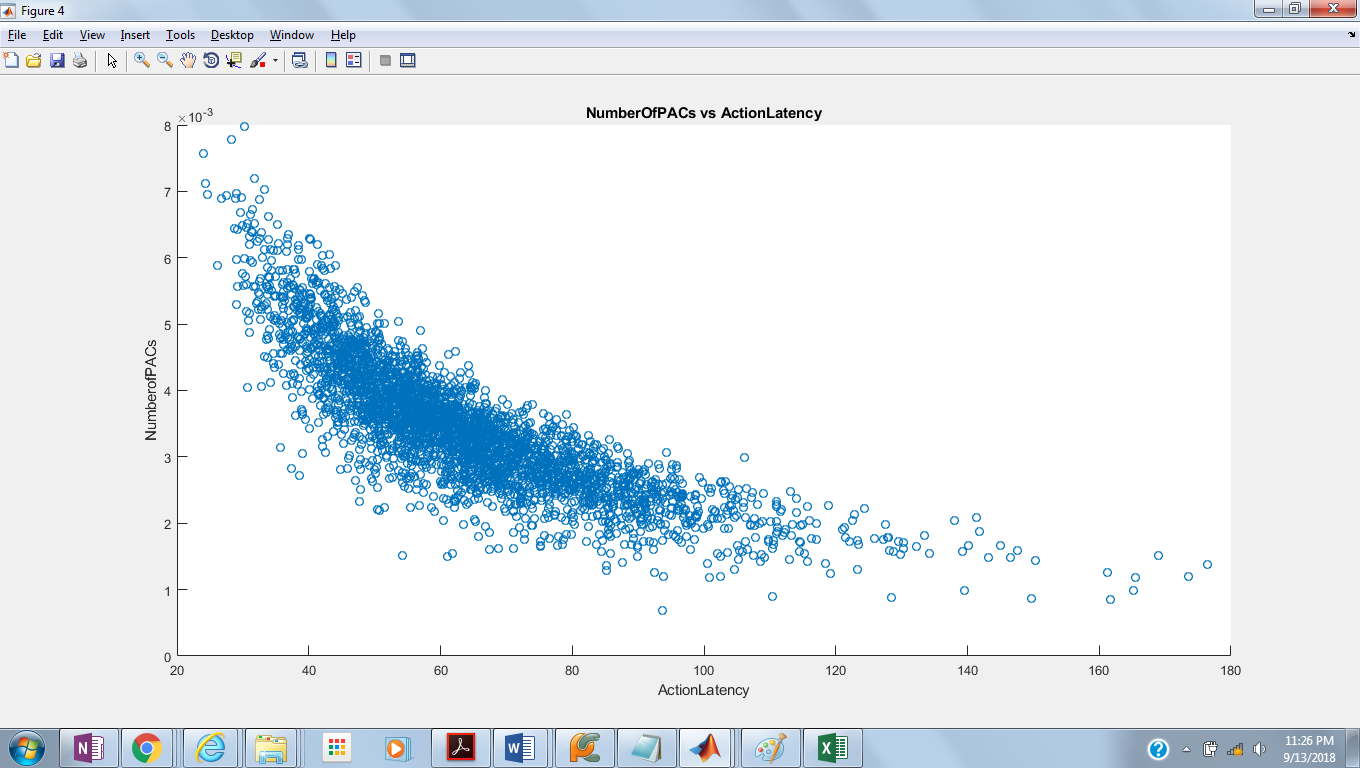 Figure 4
File Edit View Insert Tools Desktop Window Help
NumberOfPACs vs ActionLatency
×10-3
8
7
6
5
4
3
2
1
0
NumberofPACs
20 40 60 80 100 120 140 160 180
ActionLatency
11:26 PM
9/13/2018